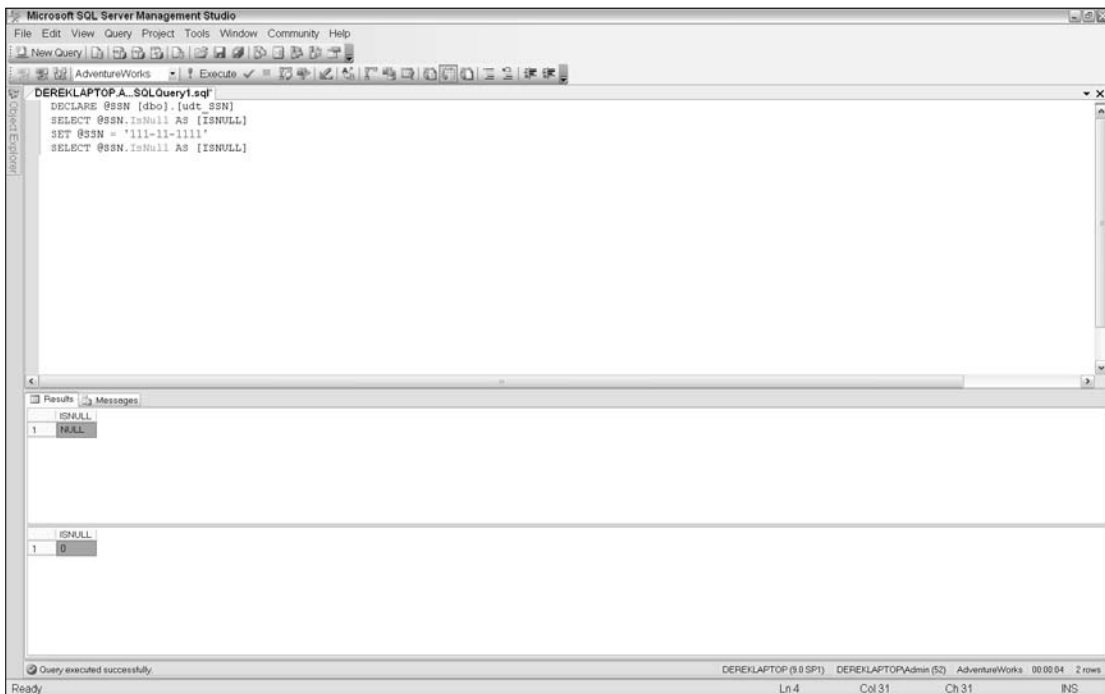 Microsoft SQL Server Management Studio
File Edit View Query Project Tools Window Community Help
New Query
AdventureWorks Execute
Object Explorer
DEREKLAPTOP.A...SQLQuery1.sql*
DECLARE @SSN [dbo].[udt_SSN]
SELECT @SSN.IsNull AS [ISNULL]
SET @SSN = '111-11-1111'
SELECT @SSN.IsNull AS [ISNULL]
Results Messages
ISNULL
1 NULL
ISNULL
1 0
Query executed successfully. DEREKLAPTOP (9.0 SP1) DEREKLAPTOP\Admin (52) AdventureWorks 00:00:04 2 rows
Ready Ln 4 Col 31 Ch 31 INS